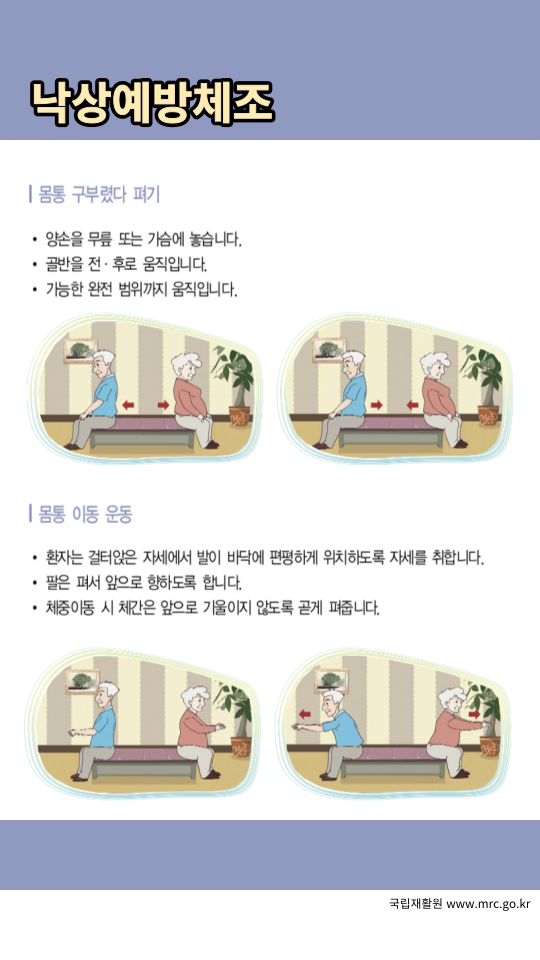 낙상예방체조
몸통 구부렸다 펴기
• 양손을 무릎 또는 가슴에 놓습니다.
• 골반을 전·후로 움직입니다.
• 가능한 완전 범위까지 움직입니다.
몸통 이동 운동
• 환자는 걸터앉은 자세에서 발이 바닥에 편평하게 위치하도록 자세를 취합니다.
• 팔은 펴서 앞으로 향하도록 합니다.
• 체중이동 시 체간은 앞으로 기울이지 않도록 곧게 펴줍니다.
국립재활원 www.mrc.go.kr